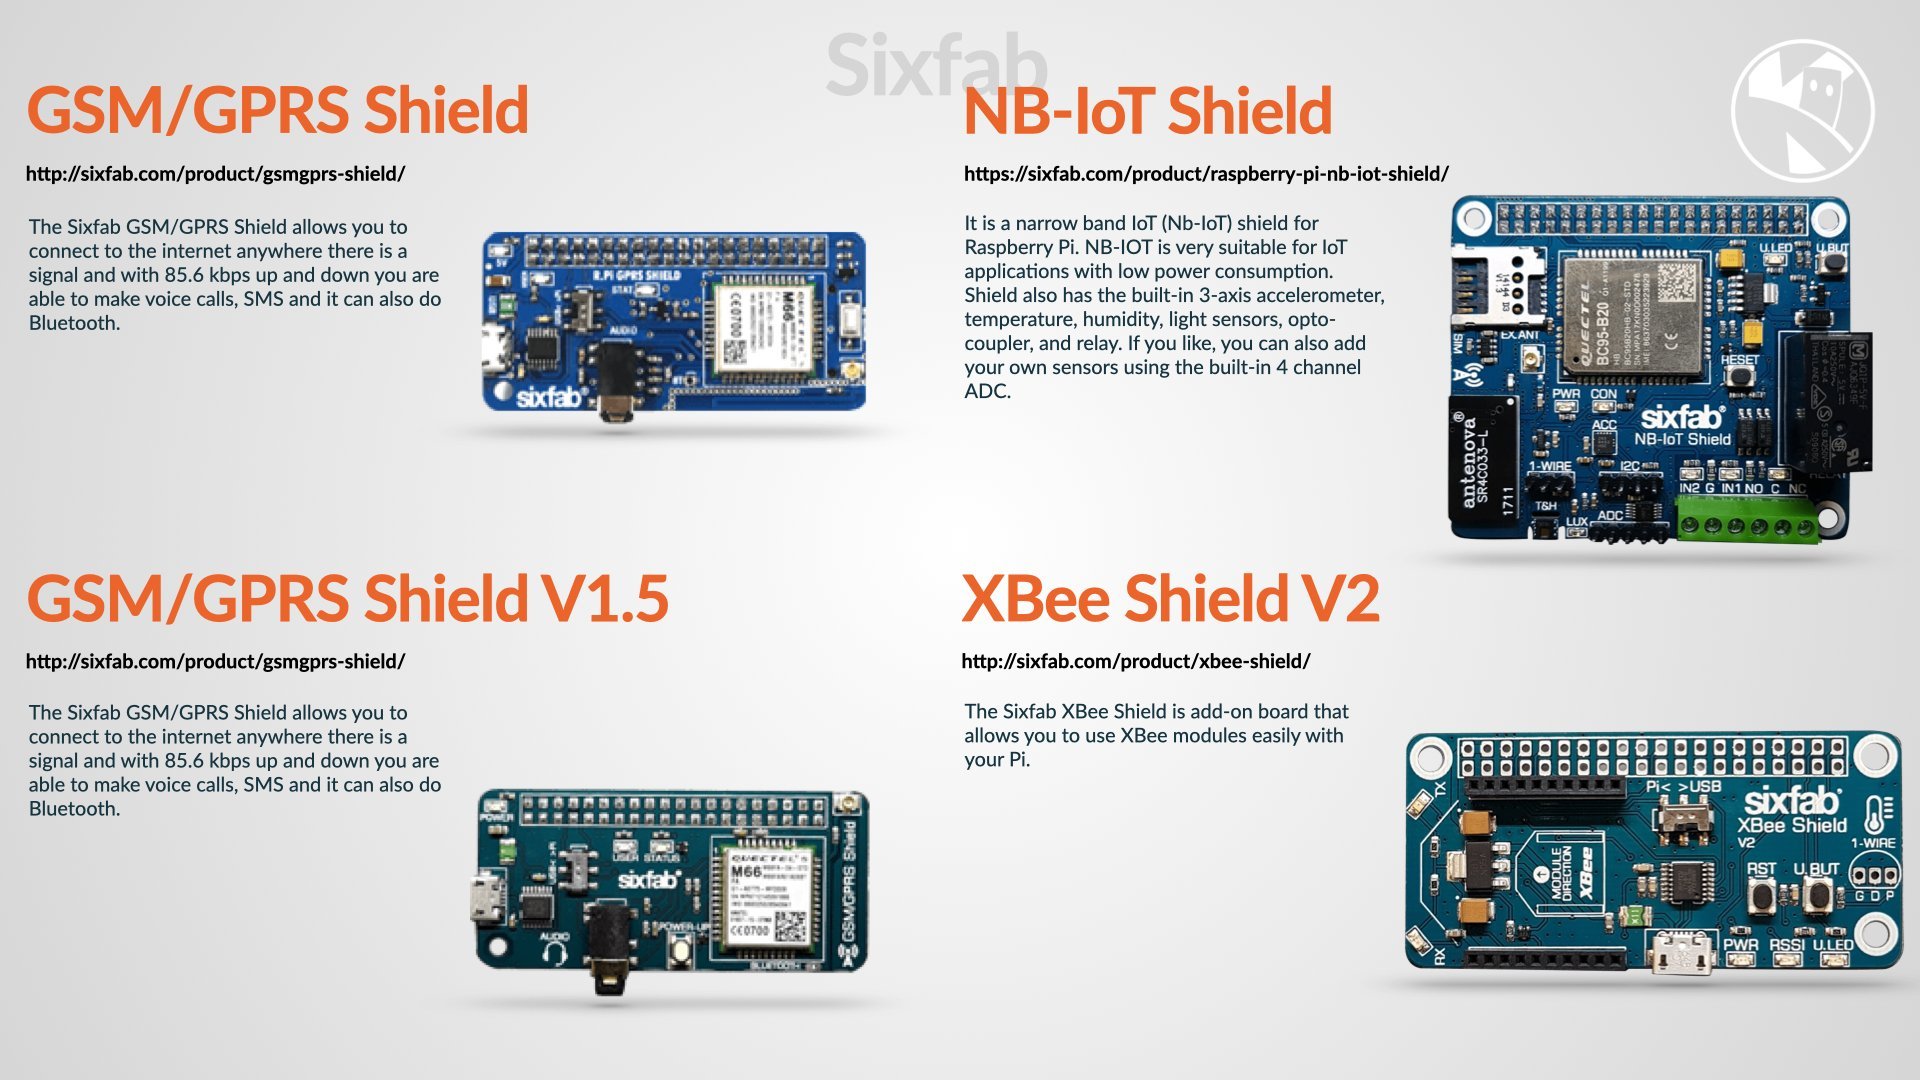 Sixfab
GSM/GPRS Shield
http://sixfab.com/product/gsmgprs-shield/
The Sixfab GSM/GPRS Shield allows you to
connect to the internet anywhere there is a
signal and with 85.6 kbps up and down you are
able to make voice calls, SMS and it can also do
Bluetooth.
5V
R.PI GPRS SHIELD
STAT
AUDIO
M66
CE0700
sixfab
NB-IoT Shield
https://sixfab.com/product/raspberry-pi-nb-iot-shield/
It is a narrow band IoT (Nb-IoT) shield for
Raspberry Pi. NB-IOT is very suitable for IoT
applications with low power consumption.
Shield also has the built-in 3-axis accelerometer,
temperature, humidity, light sensors, opto-
coupler, and relay. If you like, you can also add
your own sensors using the built-in 4 channel
ADC.
U.LED
U.BUT
QUECTEL
BC95-B20
EX.ANT
SIM
RESET
PWR
CON
sixfab®
NB-IoT Shield
ACC
antenova®
SR4C033-L
1711
1-WIRE
I2C
T&H
LUX
ADC
IN2 G IN1 NO C NC
GSM/GPRS Shield V1.5
http://sixfab.com/product/gsmgprs-shield/
The Sixfab GSM/GPRS Shield allows you to
connect to the internet anywhere there is a
signal and with 85.6 kbps up and down you are
able to make voice calls, SMS and it can also do
Bluetooth.
POWER
USER STATUS
sixfab
QUECTEL
M66
CE0700
AUDIO
POWER-UP
BLUETOOTH
GSM/GPRS Shield
XBee Shield V2
http://sixfab.com/product/xbee-shield/
The Sixfab XBee Shield is add-on board that
allows you to use XBee modules easily with
your Pi.
TX
Pi< >USB
sixfab®
XBee Shield
V2
1-WIRE
MODULE
DIRECTION
XBee
RST
U.BUT
G D P
RX
PWR RSSI U.LED